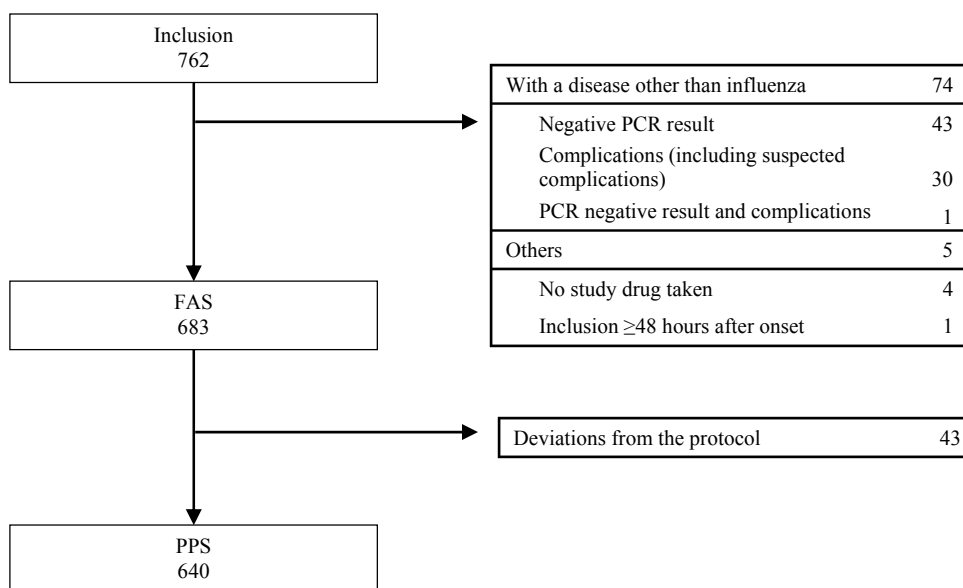 Inclusion
762
With a disease other than influenza 74
Negative PCR result 43
Complications (including suspected
complications) 30
PCR negative result and complications 1
Others 5
No study drug taken 4
Inclusion ≥48 hours after onset 1
FAS
683
Deviations from the protocol 43
PPS
640